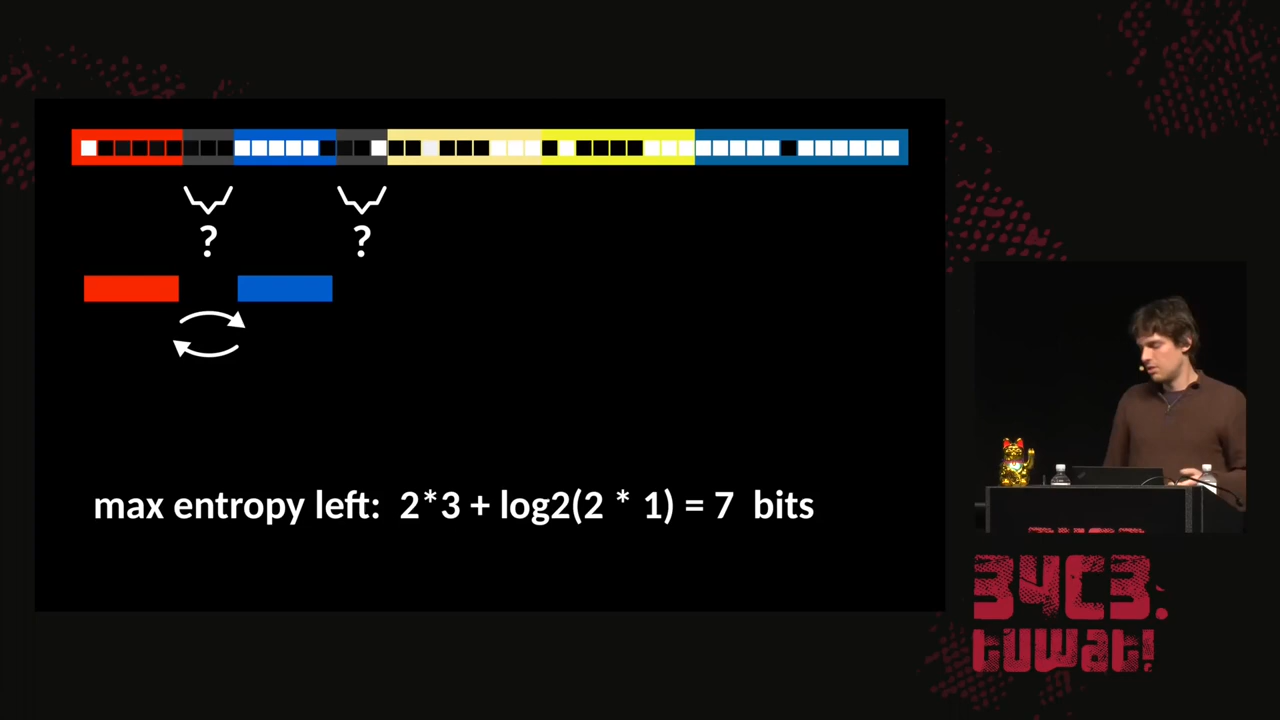 ? ?
max entropy left: 2*3 + log2(2 * 1) = 7 bits
34C3.
tuwat!